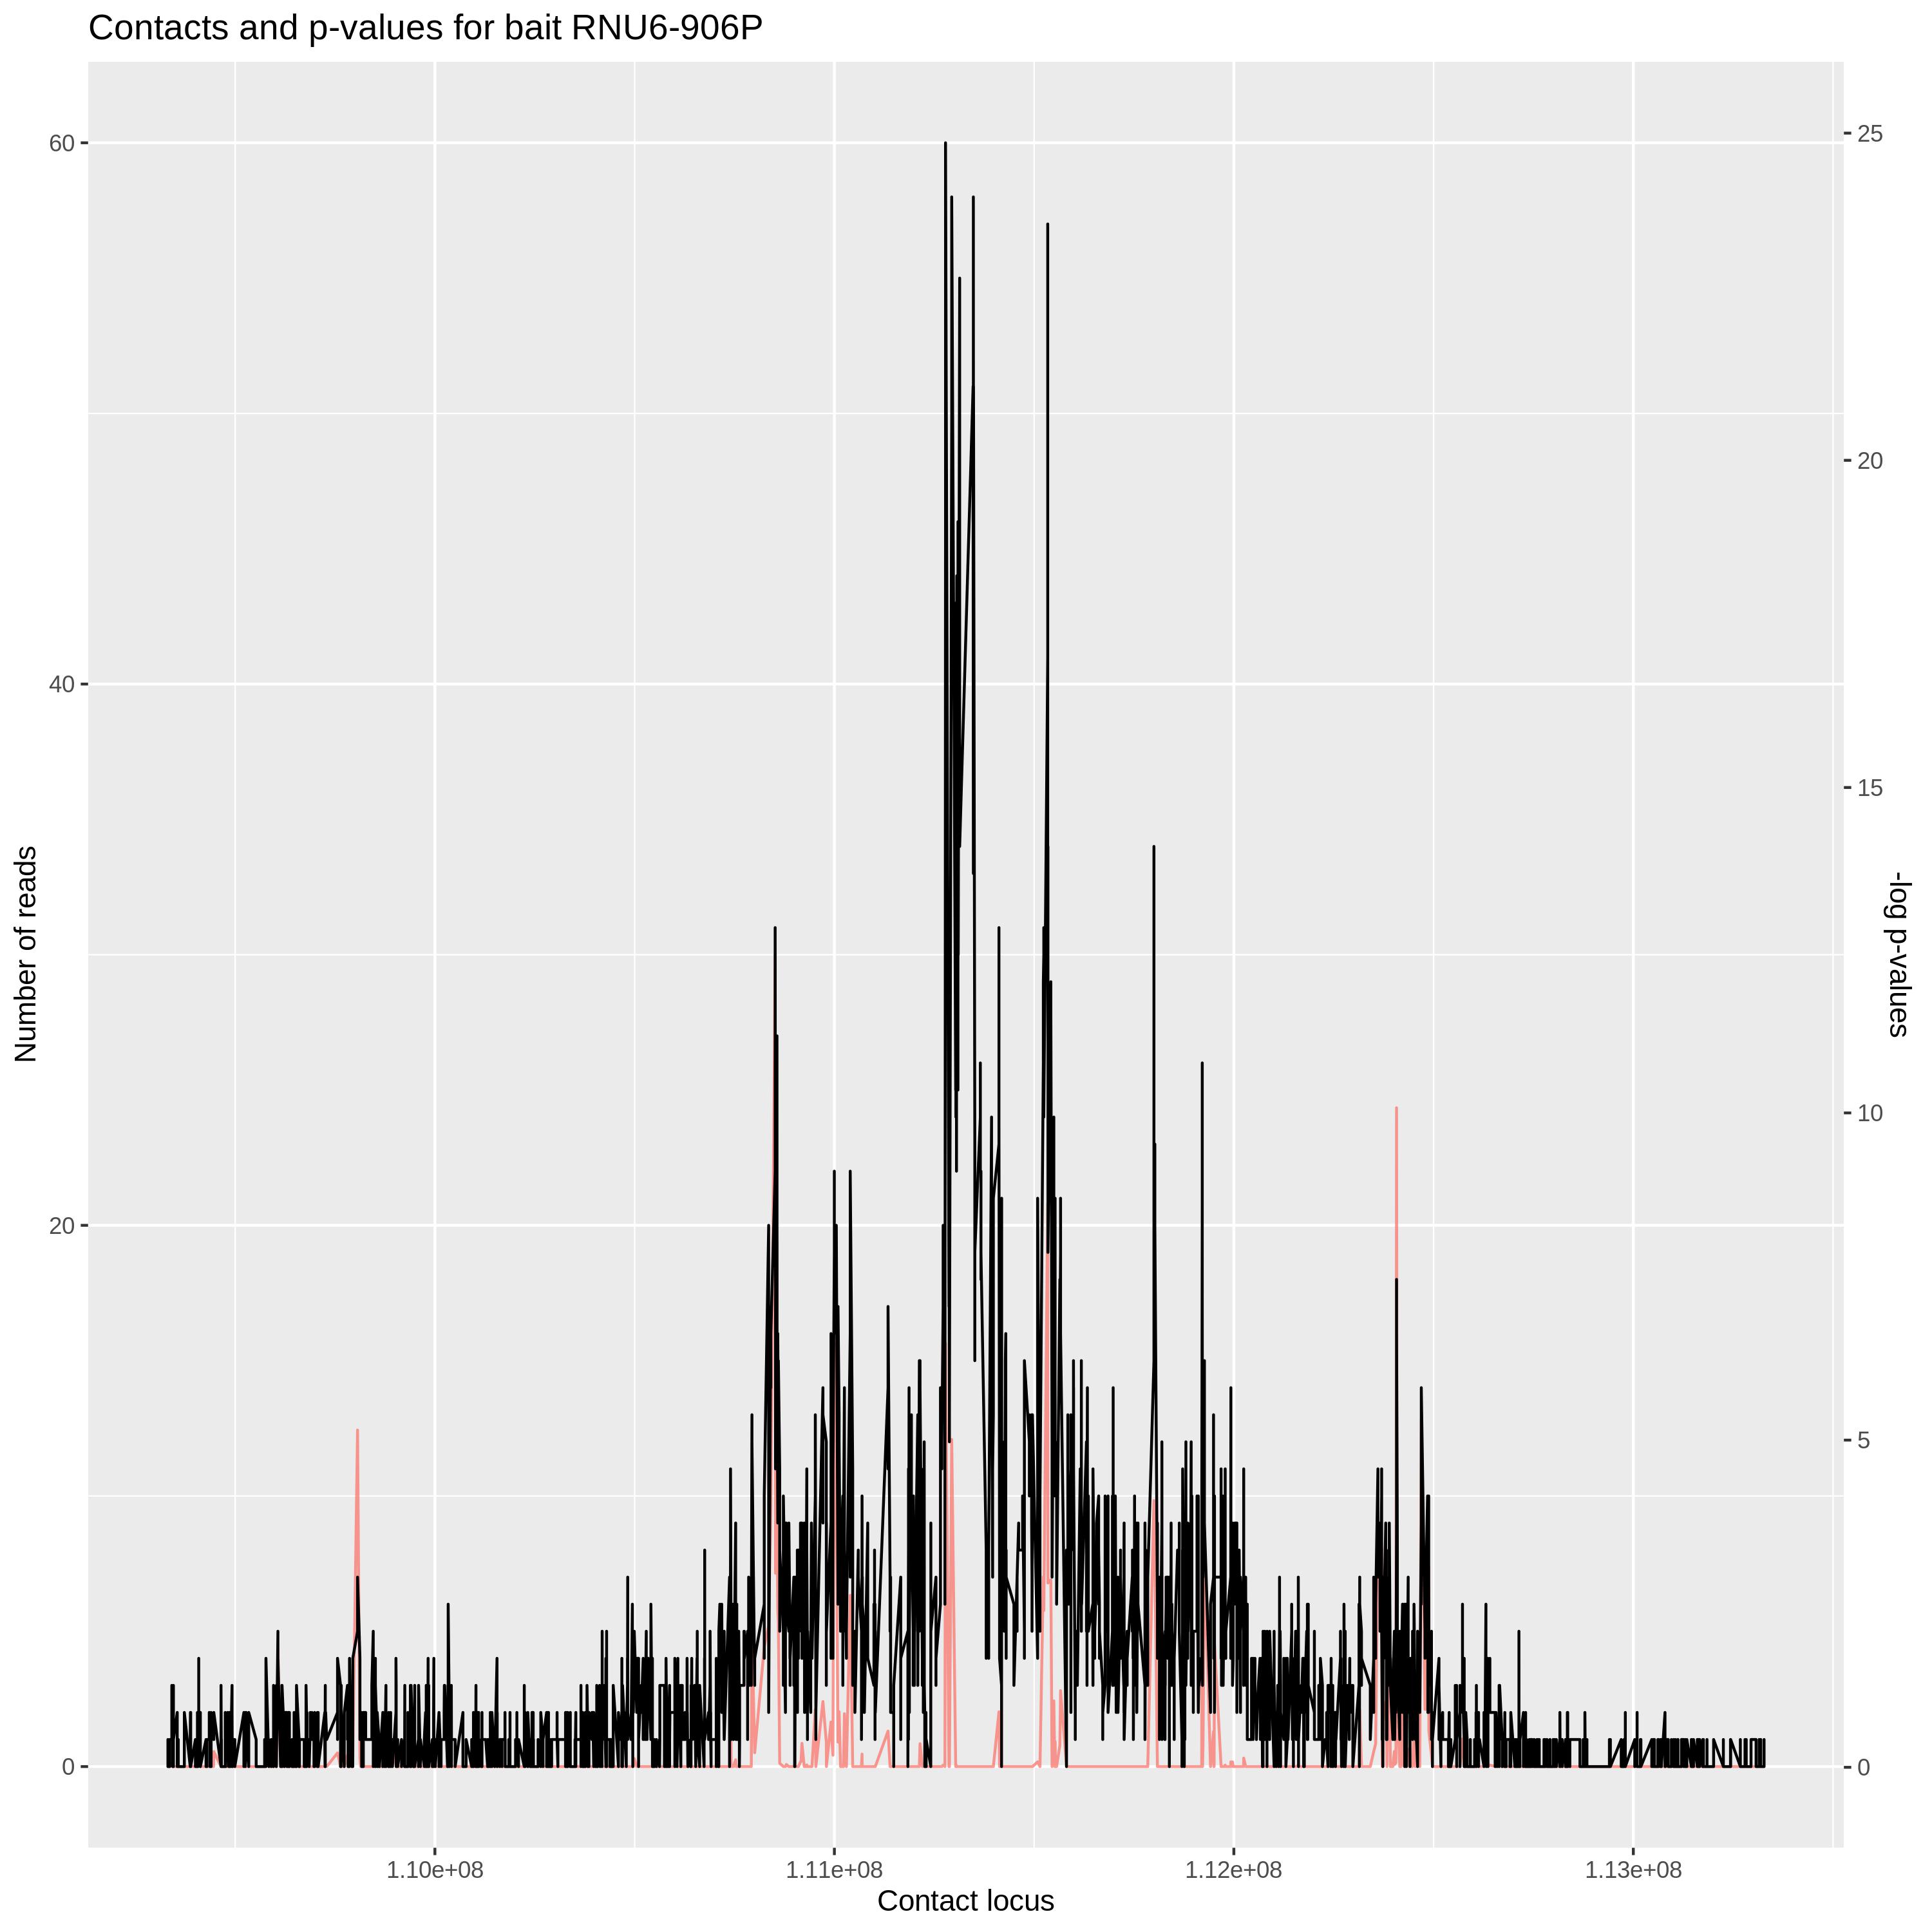 Contacts and p-values for bait RNU6-906P
60
40
20
0
Number of reads
25
20
15
10
5
0
-log p-values
1.10e+08
1.11e+08
1.12e+08
1.13e+08
Contact locus